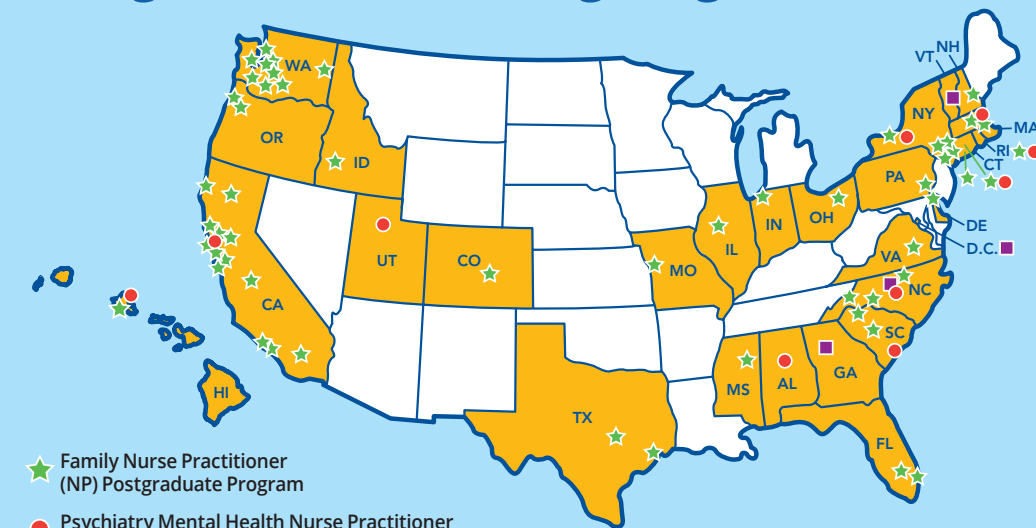 NH
VT
WA
NY
MA
OR
ID
RI
CT
PA
OH
IN
IL
DE
UT
CO
MO
VA
D.C.
NC
CA
SC
HI
MS
AL
GA
TX
FL
Family Nurse Practitioner
(NP) Postgraduate Program
Psychiatry Mental Health Nurse Practitioner